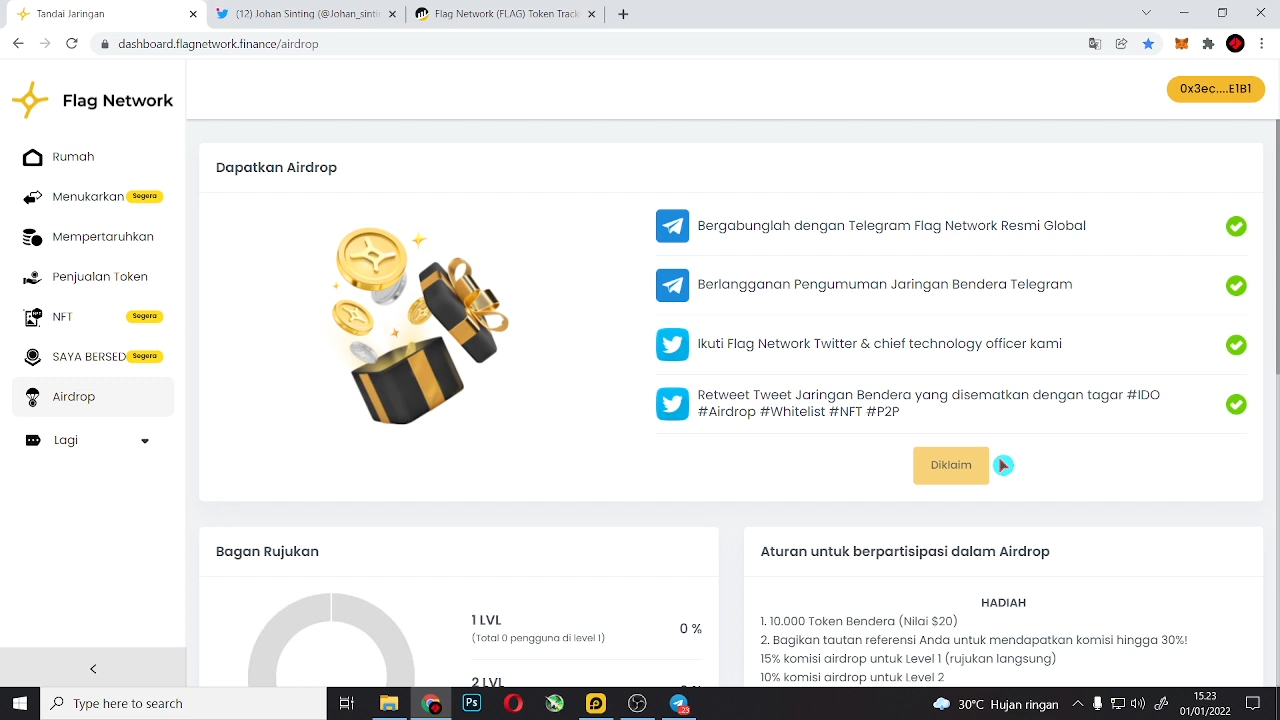 Tandai Jaringan
(12) Johan Sinting (@Johan_sintin
Flag Network (FLAG) Token Track
dashboard.flagnetwork.finance/airdrop
Flag Network
0x3ec....E1B1
Rumah
Menukarkan
Segera
Mempertaruhkan
Penjualan Token
NFT
Segera
SAYA BERSED
Segera
Airdrop
Lagi
Dapatkan Airdrop
Bergabunglah dengan Telegram Flag Network Resmi Global
Berlangganan Pengumuman Jaringan Bendera Telegram
Ikuti Flag Network Twitter & chief technology officer kami
Retweet Tweet Jaringan Bendera yang disematkan dengan tagar #IDO
#Airdrop #Whitelist #NFT #P2P
Diklaim
Bagan Rujukan
1 LVL
(Total 0 pengguna di level 1)
0 %
2 LVL
Aturan untuk berpartisipasi dalam Airdrop
HADIAH
1. 10.000 Token Bendera (Nilai $20)
2. Bagikan tautan referensi Anda untuk mendapatkan komisi hingga 30%!
15% komisi airdrop untuk Level 1 (rujukan langsung)
10% komisi airdrop untuk Level 2
Type here to search
Ps
23
30°C
Hujan ringan
15.23
01/01/2022